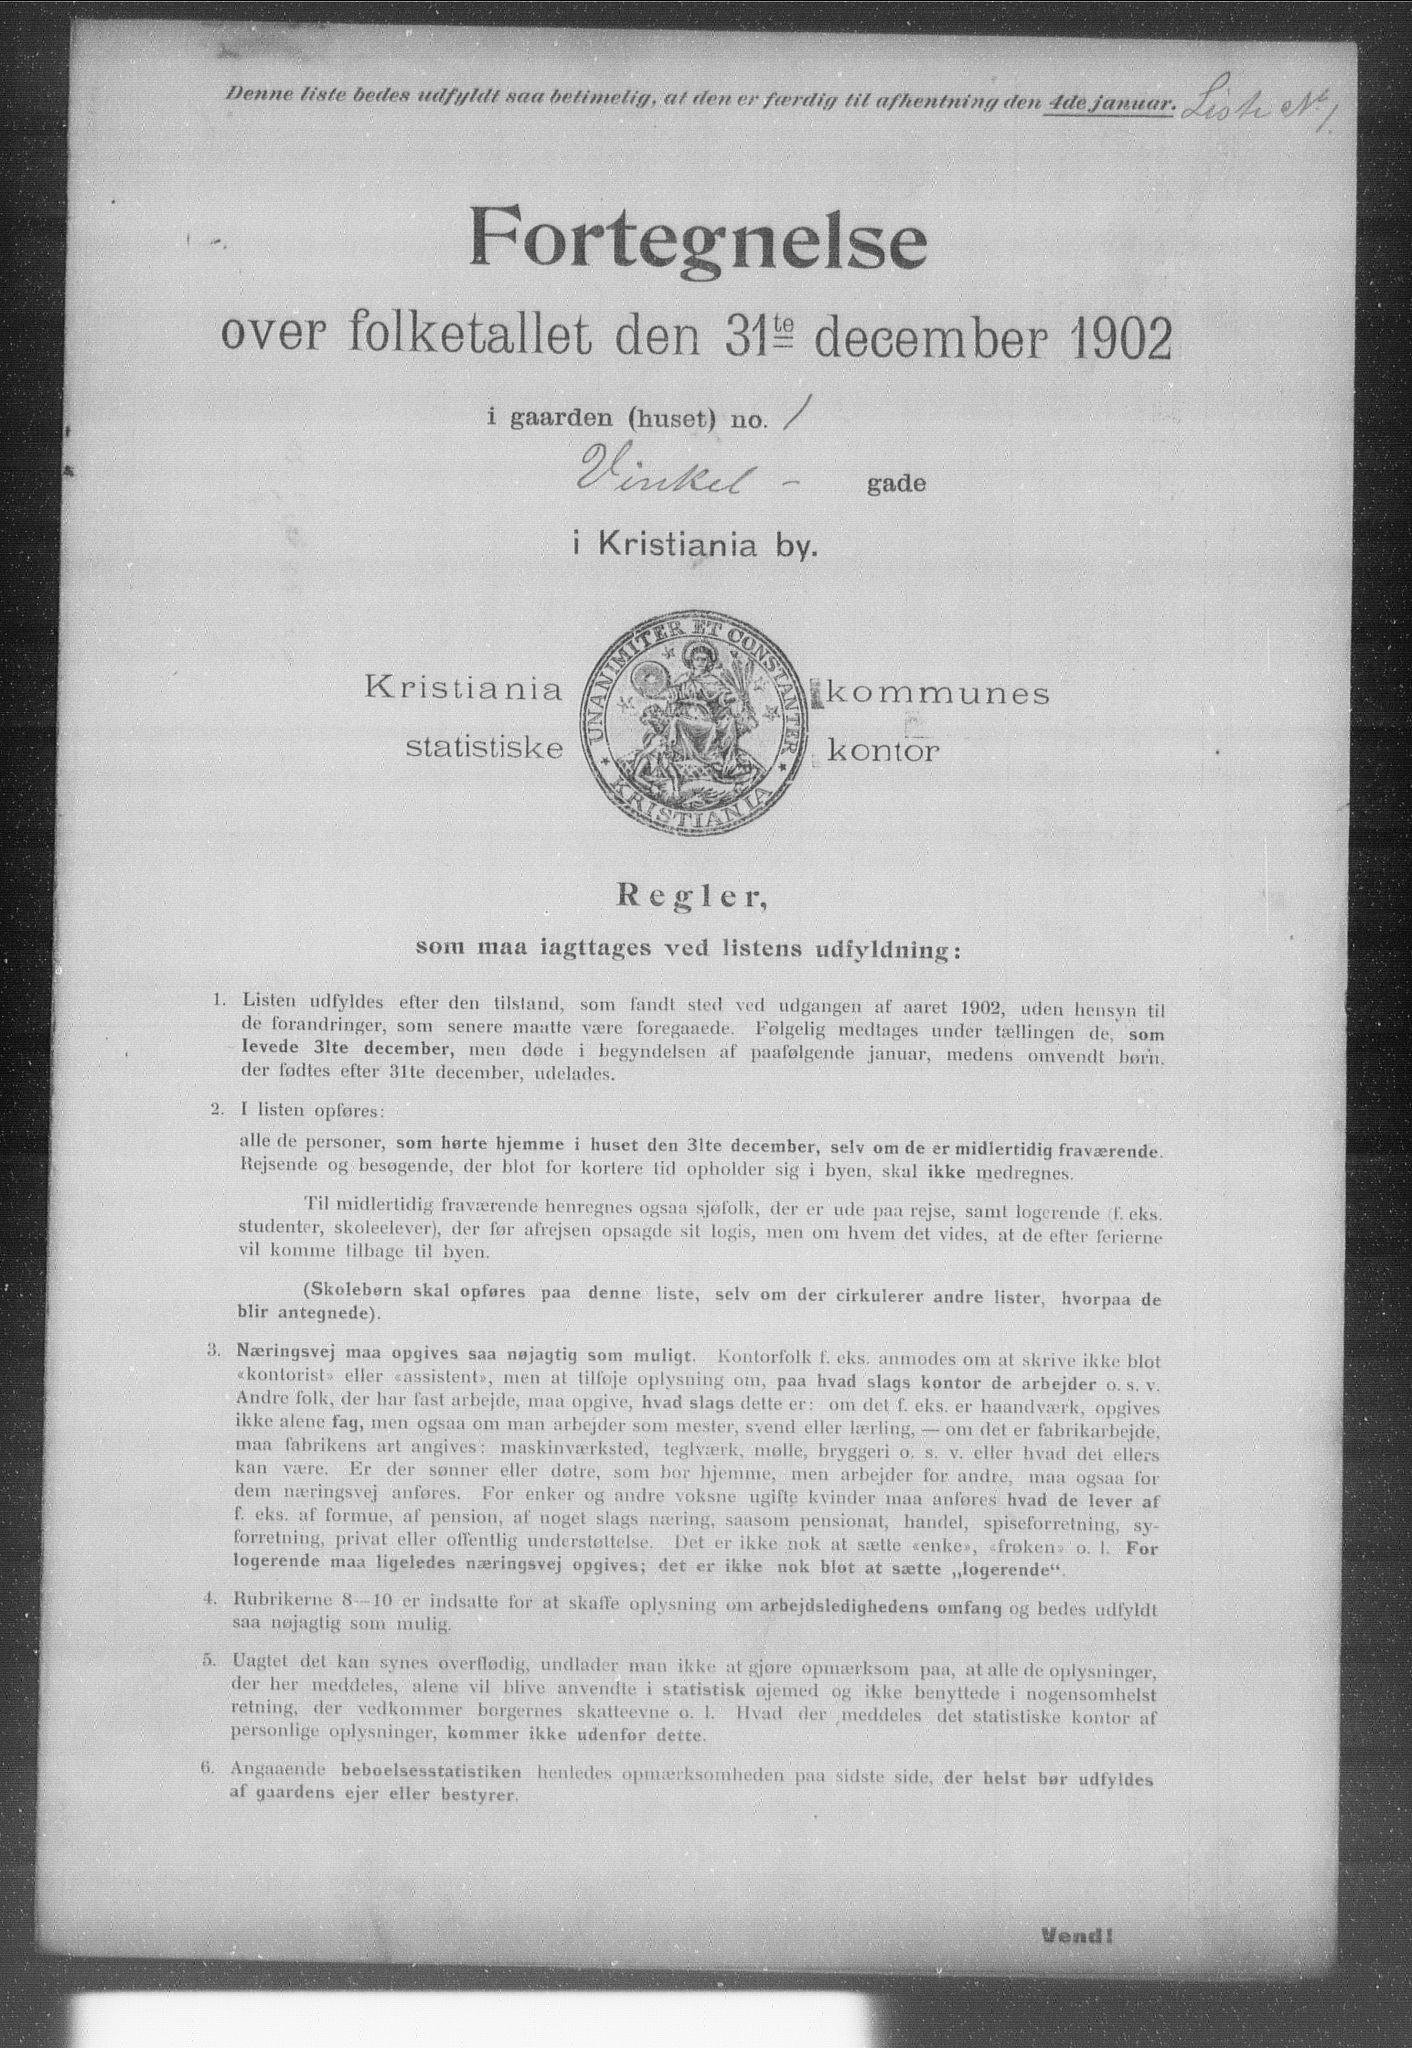 Denne liste bedes udfyldt saa betimelig, at den er færdig til afhentning den 4de januar. Liste No 1.
Fortegnelse
over folketallet den 31te december 1902
i gaarden (huset) no. 1
Vinkel - gade
i Kristiania by.
UNANIMITER ET CONSTANTER
* KRISTIANIA *
Kristiania kommunes
statistiske kontor
Regler,
som maa iagttages ved listens udfyldning:
1. Listen udfyldes efter den tilstand, som fandt sted ved udgangen af aaret 1902, uden hensyn til
de forandringer, som senere maatte være foregaaede. Følgelig medtages under tællingen de, som
levede 31te december, men døde i begyndelsen af paafølgende januar, medens omvendt børn,
der fødtes efter 31te december, udelades.
2. I listen opføres:
alle de personer, som hørte hjemme i huset den 31te december, selv om de er midlertidig fraværende.
Rejsende og besøgende, der blot for kortere tid opholder sig i byen, skal ikke medregnes.
Til midlertidig fraværende henregnes ogsaa sjøfolk, der er ude paa rejse, samt logerende (f. eks.
studenter, skoleelever), der før afrejsen opsagde sit logis, men om hvem det vides, at de efter ferierne
vil komme tilbage til byen.
(Skolebørn skal opføres paa denne liste, selv om der cirkulerer andre lister, hvorpaa de
blir antegnede).
3. Næringsvej maa opgives saa nøjagtig som muligt. Kontorfolk f. eks. anmodes om at skrive ikke blot
«kontorist» eller «assistent», men at tilføje oplysning om, paa hvad slags kontor de arbejder o. s. v.
Andre folk, der har fast arbejde, maa opgive, hvad slags dette er: om det f. eks. er haandværk, opgives
ikke alene fag, men ogsaa om man arbejder som mester, svend eller lærling, — om det er fabrikarbejde,
maa fabrikens art angives: maskinværksted, teglværk, mølle, bryggeri o. s. v. eller hvad det ellers
kan være. Er der sønner eller døtre, som bor hjemme, men arbejder for andre, maa ogsaa for
dem næringsvej anføres. For enker og andre voksne ugifte kvinder maa anføres hvad de lever af
f. eks. af formue, af pension, af noget slags næring, saasom pensionat, handel, spiseforretning, sy-
forretning, privat eller offentlig understøttelse. Det er ikke nok at sætte «enke», «frøken» o. l. For
logerende maa ligeledes næringsvej opgives; det er ikke nok blot at sætte „logerende“.
4. Rubrikerne 8—10 er indsatte for at skaffe oplysning om arbejdsledighedens omfang og bedes udfyldt
saa nøjagtig som mulig.
5. Uagtet det kan synes overflødig, undlader man ikke at gjøre opmærksom paa, at alle de oplysninger,
der her meddeles, alene vil blive anvendte i statistisk øjemed og ikke benyttede i nogensomhelst
retning, der vedkommer borgernes skatteevne o. l. Hvad der meddeles det statistiske kontor af
personlige oplysninger, kommer ikke udenfor dette.
6. Angaaende beboelsesstatistiken henledes opmærksomheden paa sidste side, der helst bør udfyldes
af gaardens ejer eller bestyrer.
Vend!